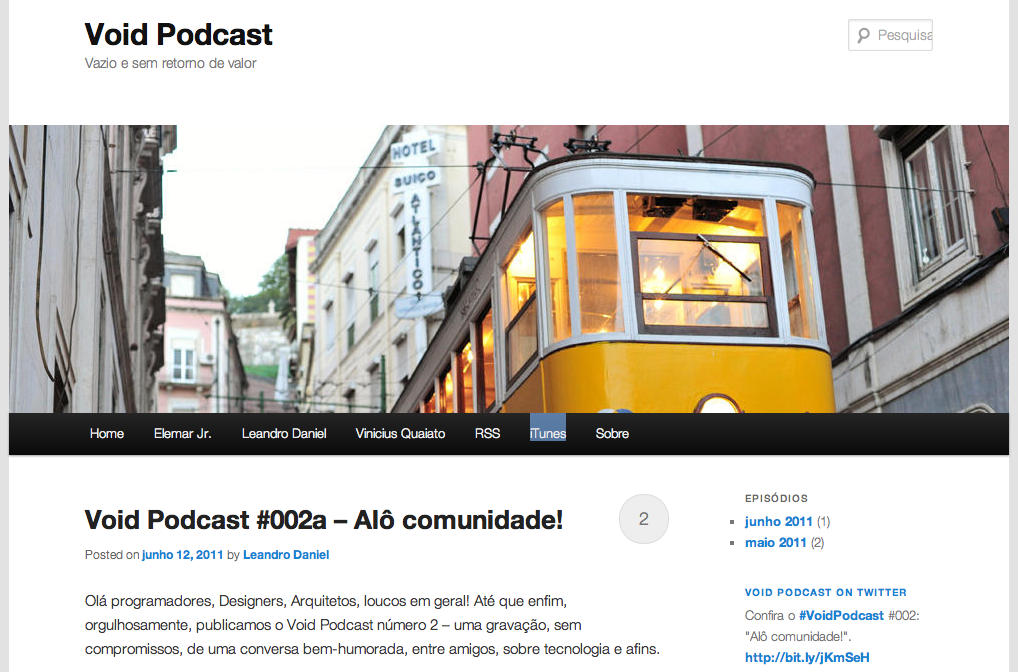 Void Podcast
Vazio e sem retorno de valor
Pesquisa
HOTEL
SUIÇO
ATLANTICO
Home Elemar Jr. Leandro Daniel Vinicius Quaiato RSS iTunes Sobre
Void Podcast #002a – Alô comunidade!
2
Posted on junho 12, 2011 by Leandro Daniel
Olá programadores, Designers, Arquitetos, loucos em geral! Até que enfim,
orgulhosamente, publicamos o Void Podcast número 2 – uma gravação, sem
compromissos, de uma conversa bem-humorada, entre amigos, sobre tecnologia e afins.
EPISÓDIOS
junho 2011 (1)
maio 2011 (2)
VOID PODCAST ON TWITTER
Confira o #VoidPodcast #002:
"Alô comunidade!".
http://bit.ly/jKmSeH